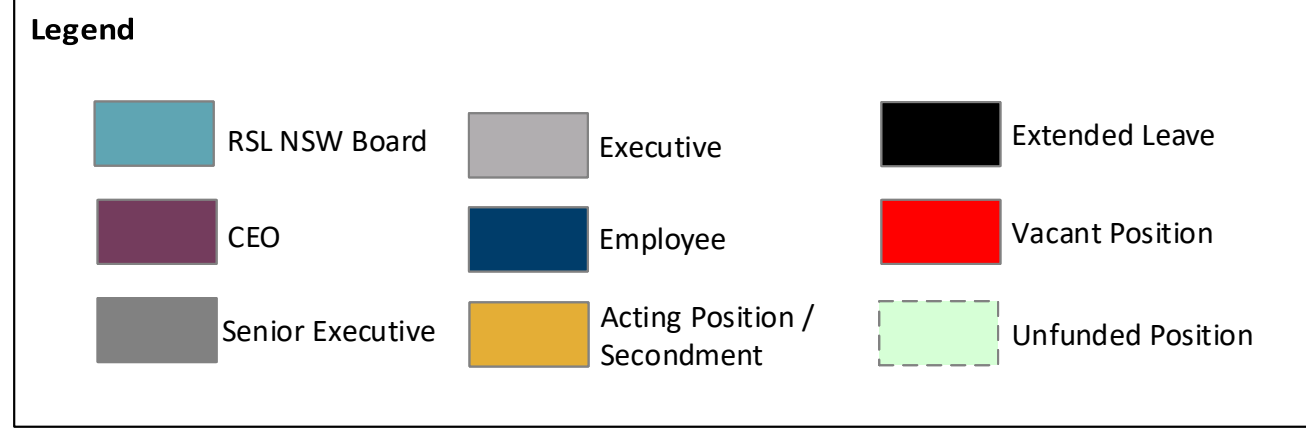 Legend
RSL NSW Board
CEO
Senior Executive
Executive
Employee
Acting Position /
Secondment
Extended Leave
Vacant Position
Unfunded Position